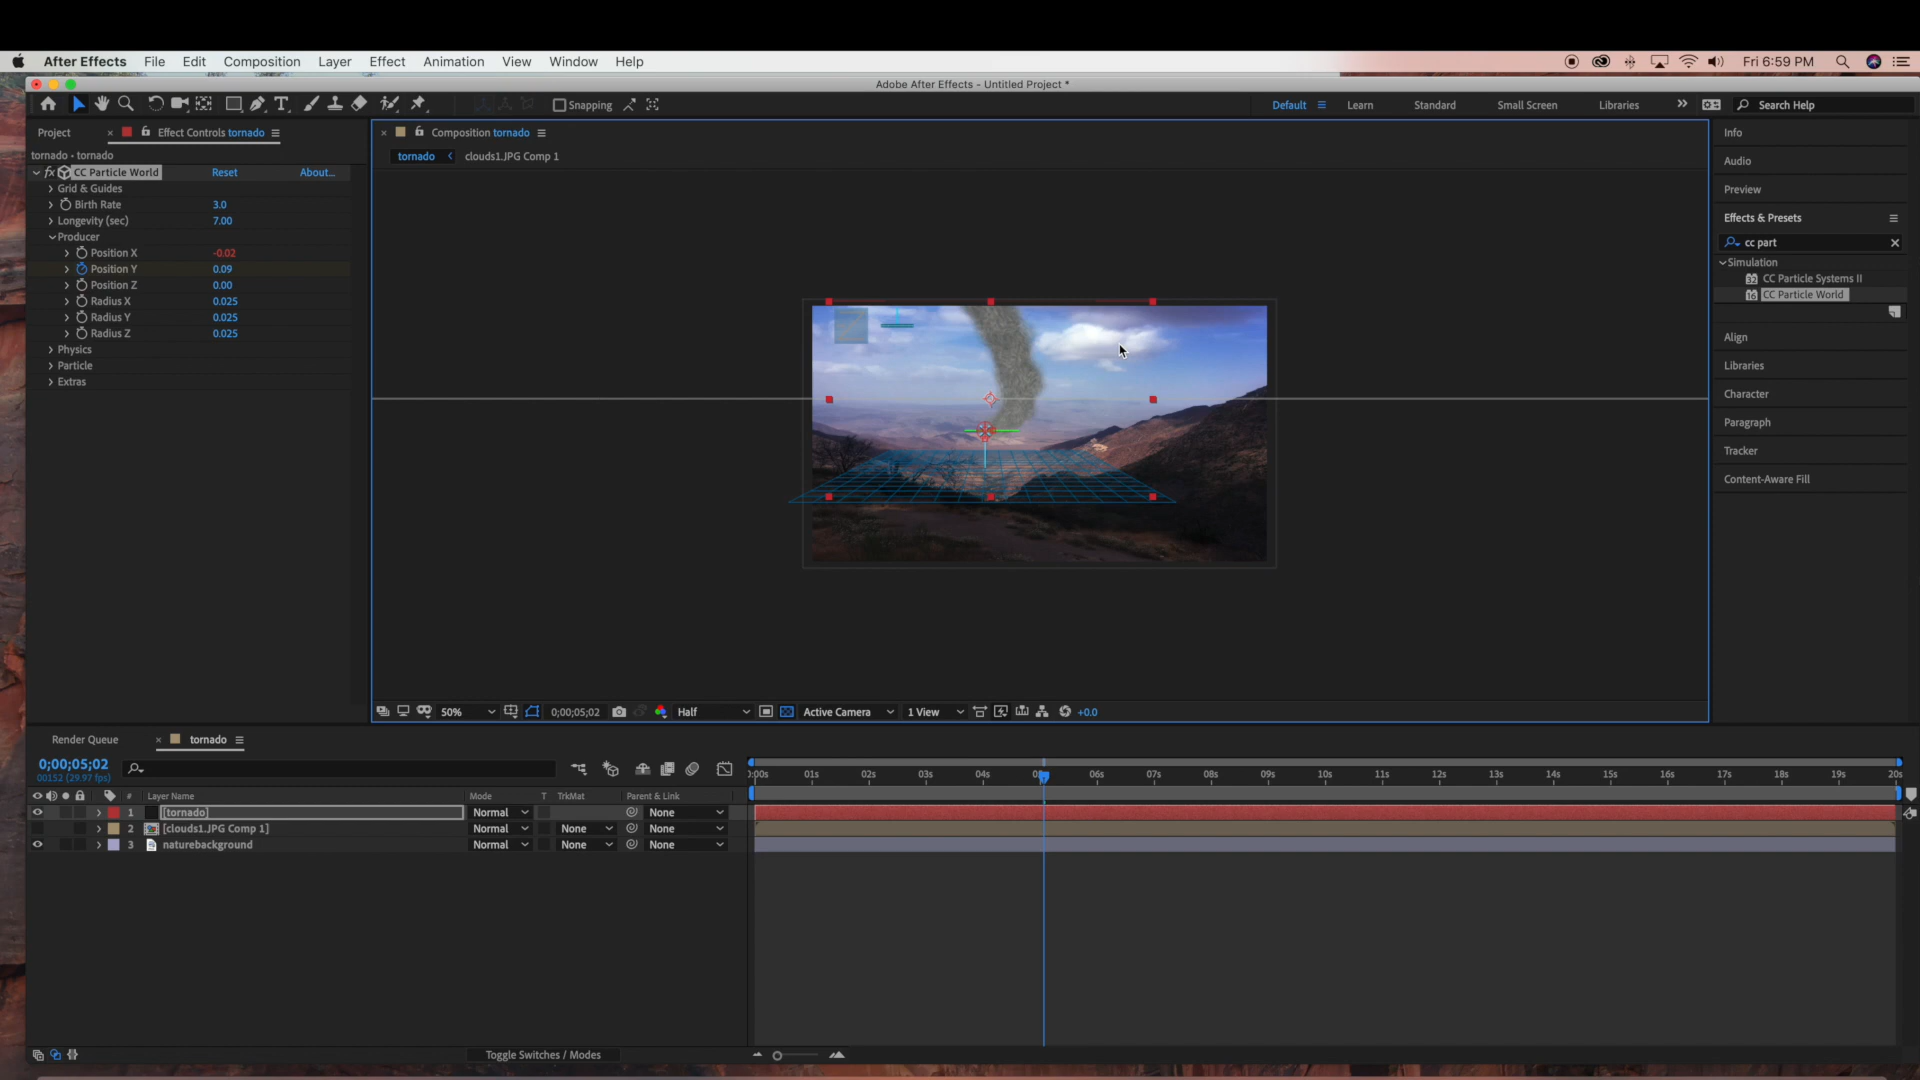 After Effects File Edit Composition Layer Effect Animation View Window Help Fri 6:59 PM
Adobe After Effects - Untitled Project *
Snapping Default Learn Standard Small Screen Libraries Search Help
Project Effect Controls tornado
tornado • tornado
fx CC Particle World Reset About...
Grid & Guides
Birth Rate 3.0
Longevity (sec) 7.00
Producer
Position X -0.02
Position Y 0.09
Position Z 0.00
Radius X 0.025
Radius Y 0.025
Radius Z 0.025
Physics
Particle
Extras
Composition tornado
tornado clouds1.JPG Comp 1
50% 0;00;05;02 Half Active Camera 1 View +0.0
Info
Audio
Preview
Effects & Presets
cc part
Simulation
CC Particle Systems II
CC Particle World
Align
Libraries
Character
Paragraph
Tracker
Content-Aware Fill
Render Queue tornado
0;00;05;02
00152 (29.97 fps)
:00s 01s 02s 03s 04s 06s 07s 08s 09s 10s 11s 12s 13s 14s 15s 16s 17s 18s 19s 20s
# Layer Name Mode T TrkMat Parent & Link
1 [tornado] Normal None
2 [clouds1.JPG Comp 1] Normal None None
3 naturebackground Normal None None
Toggle Switches / Modes